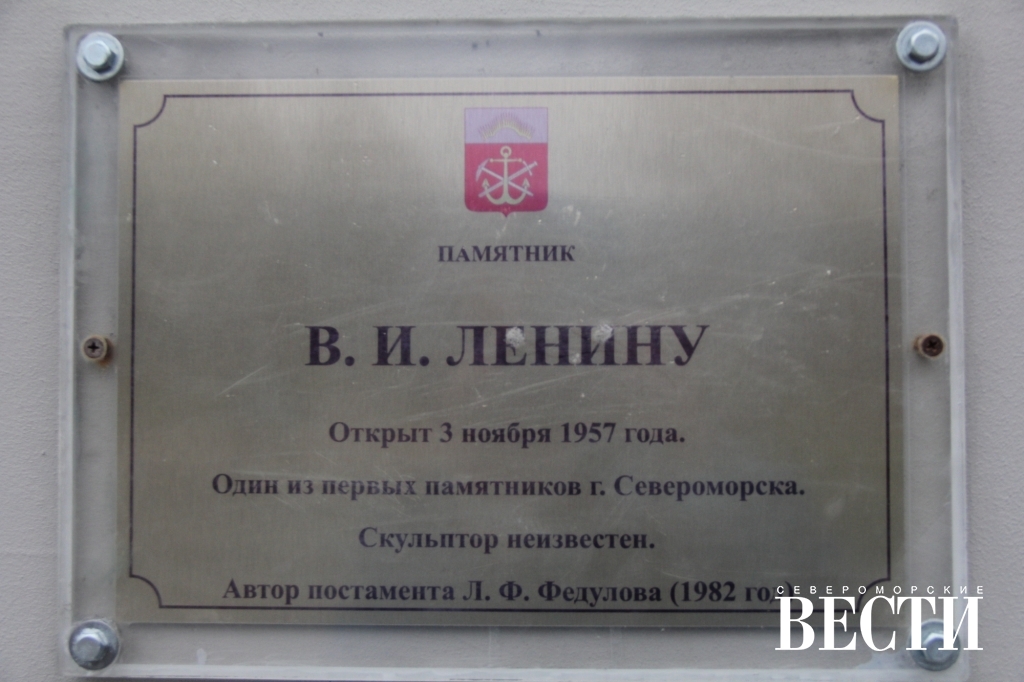 ПАМЯТНИК
В. И. ЛЕНИНУ
Открыт 3 ноября 1957 года.
Один из первых памятников г. Североморска.
Скульптор неизвестен.
Автор постамента Л. Ф. Федулова (1982 год)
СЕВЕРОМОРСКИЕ
ВЕСТИ